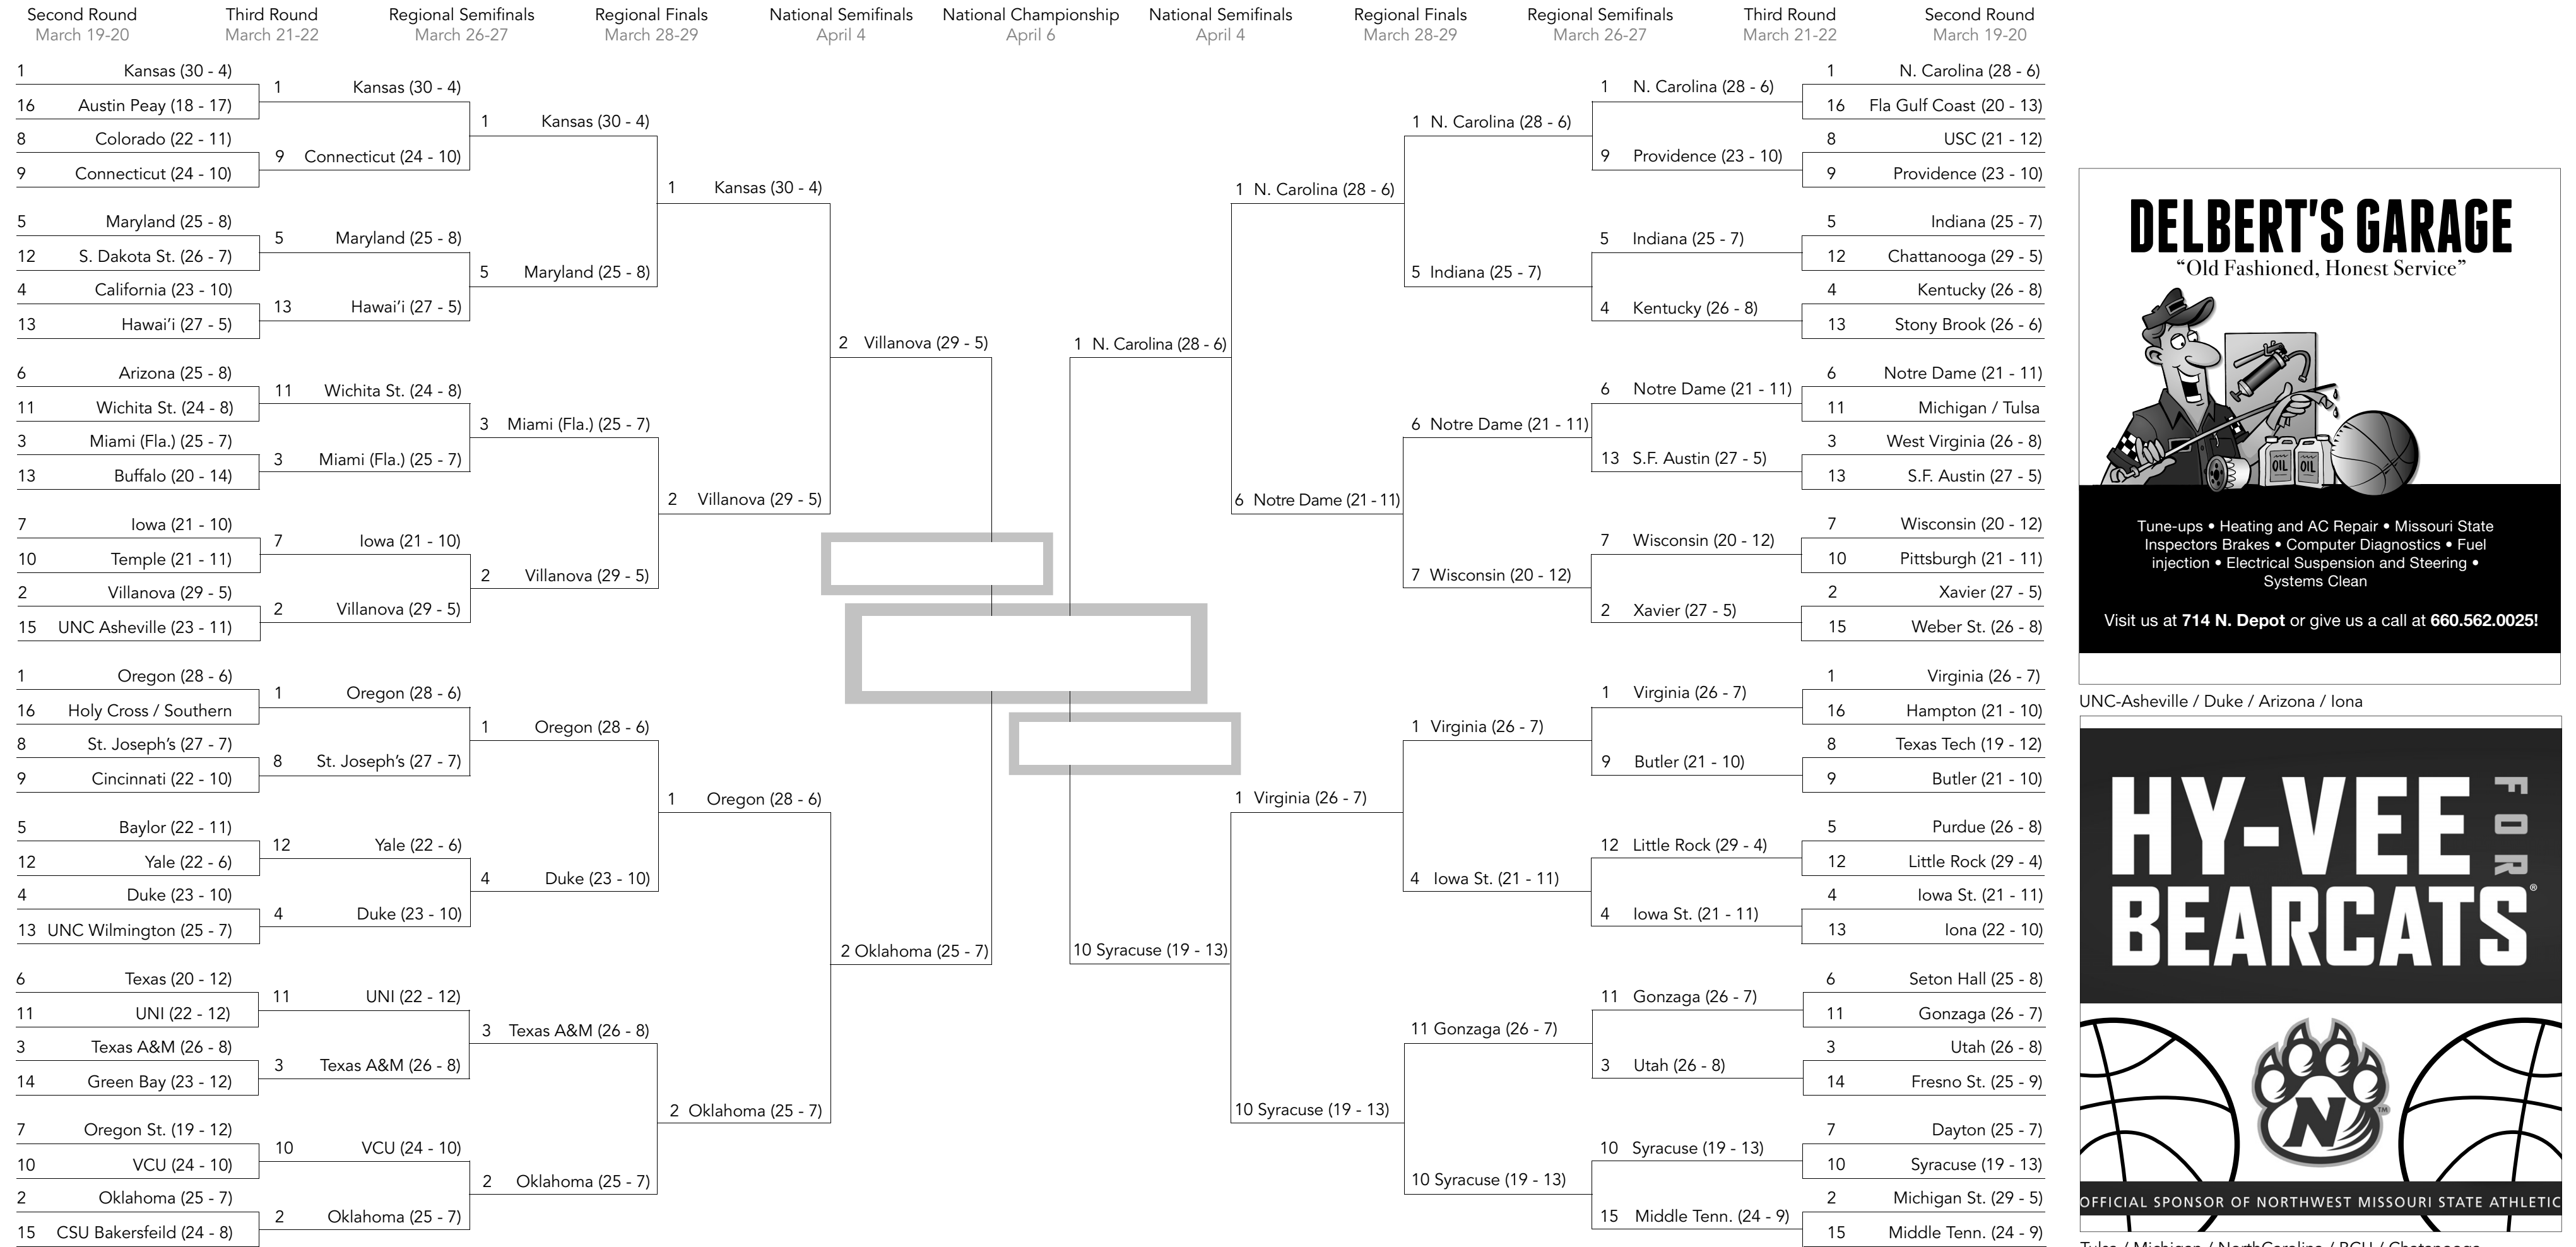 Second Round
March 19-20
Third Round
March 21-22
Regional Semifinals
March 26-27
Regional Finals
March 28-29
National Semifinals
April 4
National Championship
April 6
National Semifinals
April 4
Regional Finals
March 28-29
Regional Semifinals
March 26-27
Third Round
March 21-22
Second Round
March 19-20
1 Kansas (30 - 4)
16 Austin Peay (18 - 17)
8 Colorado (22 - 11)
9 Connecticut (24 - 10)
5 Maryland (25 - 8)
12 S. Dakota St. (26 - 7)
4 California (23 - 10)
13 Hawai’i (27 - 5)
6 Arizona (25 - 8)
11 Wichita St. (24 - 8)
3 Miami (Fla.) (25 - 7)
13 Buffalo (20 - 14)
7 Iowa (21 - 10)
10 Temple (21 - 11)
2 Villanova (29 - 5)
15 UNC Asheville (23 - 11)
1 Oregon (28 - 6)
16 Holy Cross / Southern
8 St. Joseph’s (27 - 7)
9 Cincinnati (22 - 10)
5 Baylor (22 - 11)
12 Yale (22 - 6)
4 Duke (23 - 10)
13 UNC Wilmington (25 - 7)
6 Texas (20 - 12)
11 UNI (22 - 12)
3 Texas A&M (26 - 8)
14 Green Bay (23 - 12)
7 Oregon St. (19 - 12)
10 VCU (24 - 10)
2 Oklahoma (25 - 7)
15 CSU Bakersfeild (24 - 8)
1 Kansas (30 - 4)
9 Connecticut (24 - 10)
5 Maryland (25 - 8)
13 Hawai’i (27 - 5)
11 Wichita St. (24 - 8)
3 Miami (Fla.) (25 - 7)
7 Iowa (21 - 10)
2 Villanova (29 - 5)
1 Oregon (28 - 6)
8 St. Joseph’s (27 - 7)
12 Yale (22 - 6)
4 Duke (23 - 10)
11 UNI (22 - 12)
3 Texas A&M (26 - 8)
10 VCU (24 - 10)
2 Oklahoma (25 - 7)
1 Kansas (30 - 4)
5 Maryland (25 - 8)
3 Miami (Fla.) (25 - 7)
2 Villanova (29 - 5)
1 Oregon (28 - 6)
4 Duke (23 - 10)
3 Texas A&M (26 - 8)
2 Oklahoma (25 - 7)
1 Kansas (30 - 4)
2 Villanova (29 - 5)
1 Oregon (28 - 6)
2 Oklahoma (25 - 7)
2 Villanova (29 - 5)
2 Oklahoma (25 - 7)
1 N. Carolina (28 - 6)
10 Syracuse (19 - 13)
1 N. Carolina (28 - 6)
6 Notre Dame (21 - 11)
1 Virginia (26 - 7)
10 Syracuse (19 - 13)
1 N. Carolina (28 - 6)
5 Indiana (25 - 7)
6 Notre Dame (21 - 11)
7 Wisconsin (20 - 12)
1 Virginia (26 - 7)
4 Iowa St. (21 - 11)
11 Gonzaga (26 - 7)
10 Syracuse (19 - 13)
1 N. Carolina (28 - 6)
9 Providence (23 - 10)
5 Indiana (25 - 7)
4 Kentucky (26 - 8)
6 Notre Dame (21 - 11)
13 S.F. Austin (27 - 5)
7 Wisconsin (20 - 12)
2 Xavier (27 - 5)
1 Virginia (26 - 7)
9 Butler (21 - 10)
12 Little Rock (29 - 4)
4 Iowa St. (21 - 11)
11 Gonzaga (26 - 7)
3 Utah (26 - 8)
10 Syracuse (19 - 13)
15 Middle Tenn. (24 - 9)
1 N. Carolina (28 - 6)
16 Fla Gulf Coast (20 - 13)
8 USC (21 - 12)
9 Providence (23 - 10)
5 Indiana (25 - 7)
12 Chattanooga (29 - 5)
4 Kentucky (26 - 8)
13 Stony Brook (26 - 6)
6 Notre Dame (21 - 11)
11 Michigan / Tulsa
3 West Virginia (26 - 8)
13 S.F. Austin (27 - 5)
7 Wisconsin (20 - 12)
10 Pittsburgh (21 - 11)
2 Xavier (27 - 5)
15 Weber St. (26 - 8)
1 Virginia (26 - 7)
16 Hampton (21 - 10)
8 Texas Tech (19 - 12)
9 Butler (21 - 10)
5 Purdue (26 - 8)
12 Little Rock (29 - 4)
4 Iowa St. (21 - 11)
13 Iona (22 - 10)
6 Seton Hall (25 - 8)
11 Gonzaga (26 - 7)
3 Utah (26 - 8)
14 Fresno St. (25 - 9)
7 Dayton (25 - 7)
10 Syracuse (19 - 13)
2 Michigan St. (29 - 5)
15 Middle Tenn. (24 - 9)
DELBERT'S GARAGE
“Old Fashioned, Honest Service”
OIL OIL
Tune-ups • Heating and AC Repair • Missouri State
Inspectors Brakes • Computer Diagnostics • Fuel
injection • Electrical Suspension and Steering •
Systems Clean
Visit us at 714 N. Depot or give us a call at 660.562.0025!
UNC-Asheville / Duke / Arizona / Iona
HY-VEE
FOR
BEARCATS®
N
TM
OFFICIAL SPONSOR OF NORTHWEST MISSOURI STATE ATHLETIC